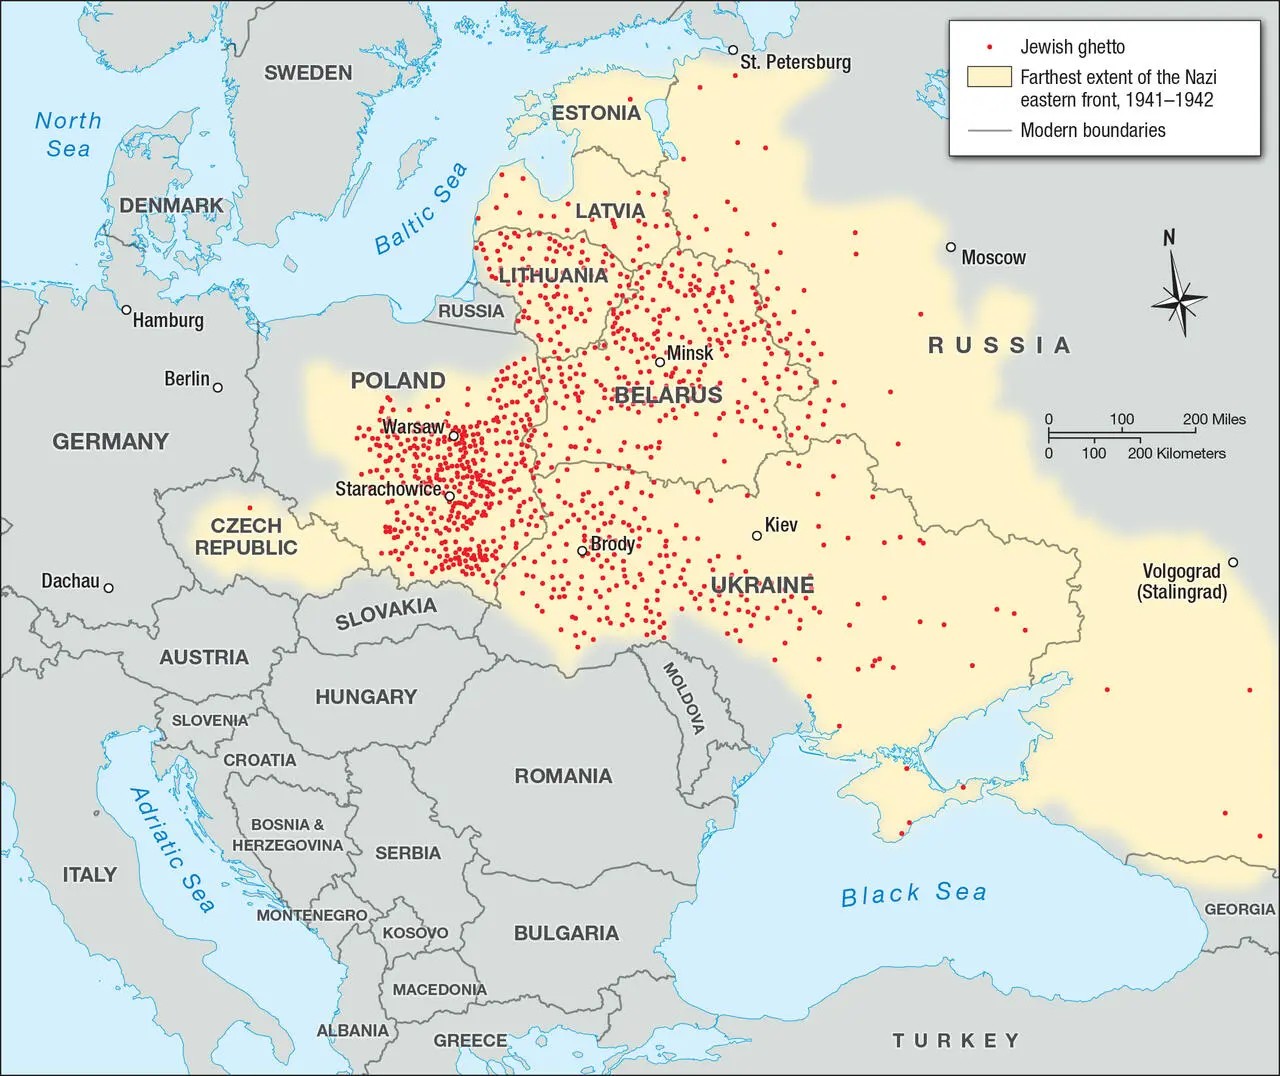 Jewish ghetto
Farthest extent of the Nazi
eastern front, 1941–1942
Modern boundaries
SWEDEN
St. Petersburg
North
Sea
ESTONIA
DENMARK
Baltic Sea
LATVIA
N
Moscow
LITHUANIA
RUSSIA
Hamburg
RUSSIA
Minsk
Berlin
POLAND
BELARUS
0 100 200 Miles
0 100 200 Kilometers
Warsaw
GERMANY
Starachowice
CZECH
REPUBLIC
Kiev
Brody
Dachau
UKRAINE
Volgograd
(Stalingrad)
SLOVAKIA
AUSTRIA
HUNGARY
MOLDOVA
SLOVENIA
CROATIA
ROMANIA
Adriatic Sea
BOSNIA &
HERZEGOVINA
SERBIA
ITALY
Black Sea
GEORGIA
MONTENEGRO
KOSOVO
BULGARIA
MACEDONIA
ALBANIA
GREECE
TURKEY